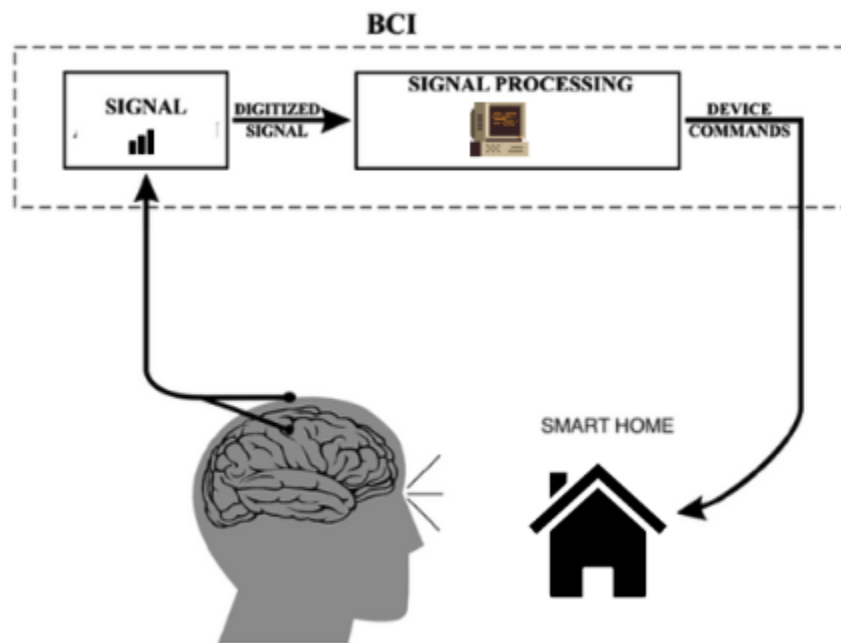 BCI
SIGNAL
DIGITIZED
SIGNAL
SIGNAL PROCESSING
DEVICE
COMMANDS
SMART HOME